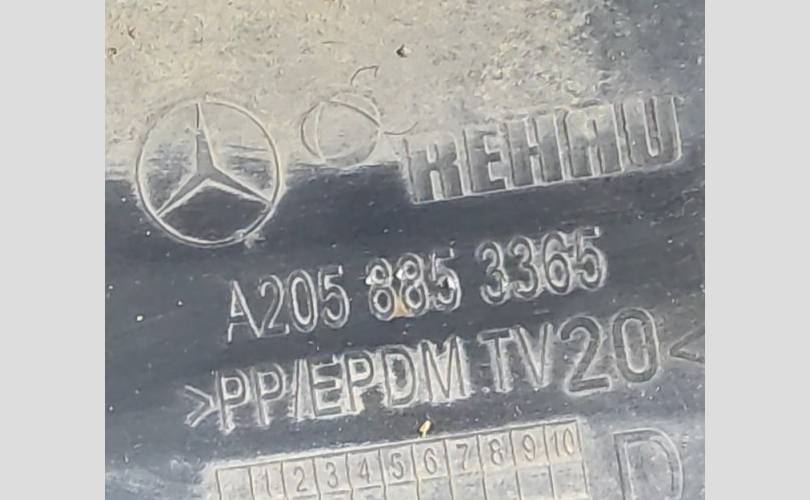 REHAU
A205 885 3365
>PP/EPDM TV20<
1 2 3 4 5 6 7 8 9 10
D